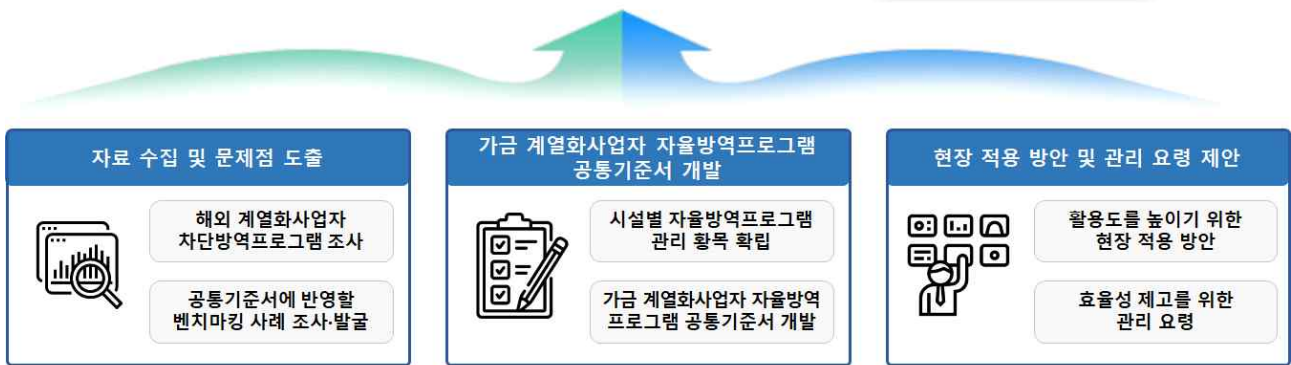 자료 수집 및 문제점 도출
해외 계열화사업자
차단방역프로그램 조사
공통기준서에 반영할
벤치마킹 사례 조사·발굴
가금 계열화사업자 자율방역프로그램
공통기준서 개발
시설별 자율방역프로그램
관리 황목 확립
가금 계열화사업자 자율방역
프로그램 공통기준서 개발
현장 적용 방안 및 관리 요령 제안
활용도를 높이기 위한
현장 적용 방안
효율성 제고를 위한
관리 요령